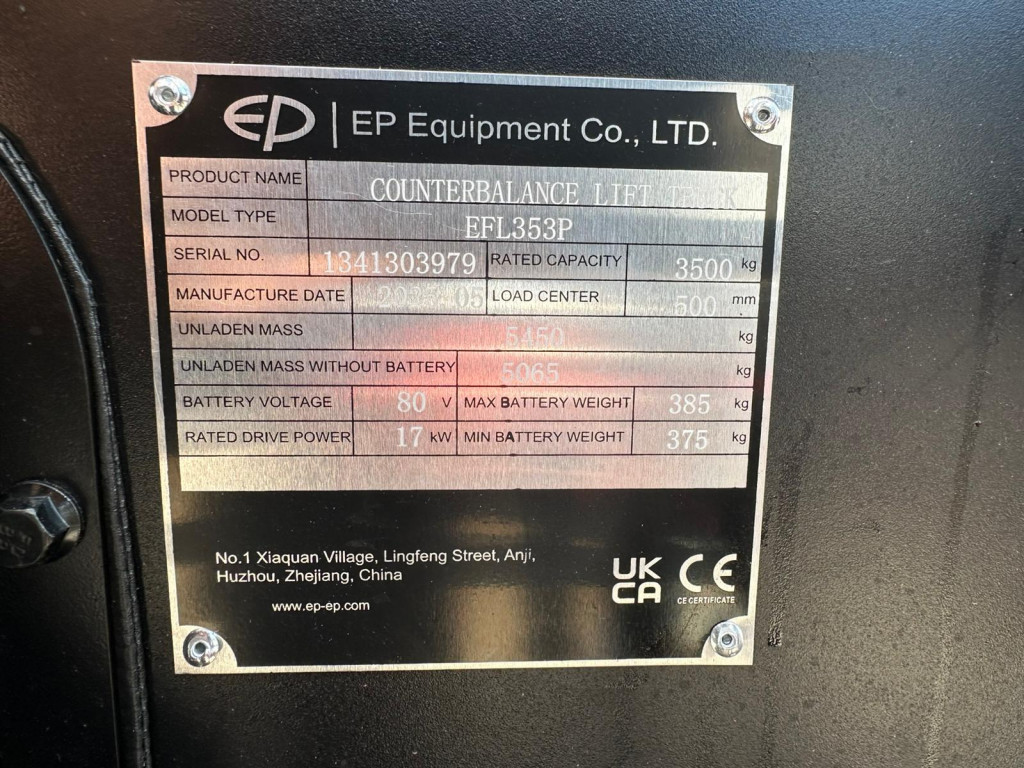 EP | EP Equipment Co., LTD.
PRODUCT NAME COUNTERBALANCE LIFT TRUCK
MODEL TYPE EFL353P
SERIAL NO. 1341303979 RATED CAPACITY 3500 kg
MANUFACTURE DATE LOAD CENTER 500 mm
UNLADEN MASS 5450 kg
UNLADEN MASS WITHOUT BATTERY 5065 kg
BATTERY VOLTAGE 80 V MAX BATTERY WEIGHT 385 kg
RATED DRIVE POWER 17 kW MIN BATTERY WEIGHT 375 kg
No.1 Xiaquan Village, Lingfeng Street, Anji,
Huzhou, Zhejiang, China
www.ep-ep.com
UK
CA CE
CE CERTIFICATE